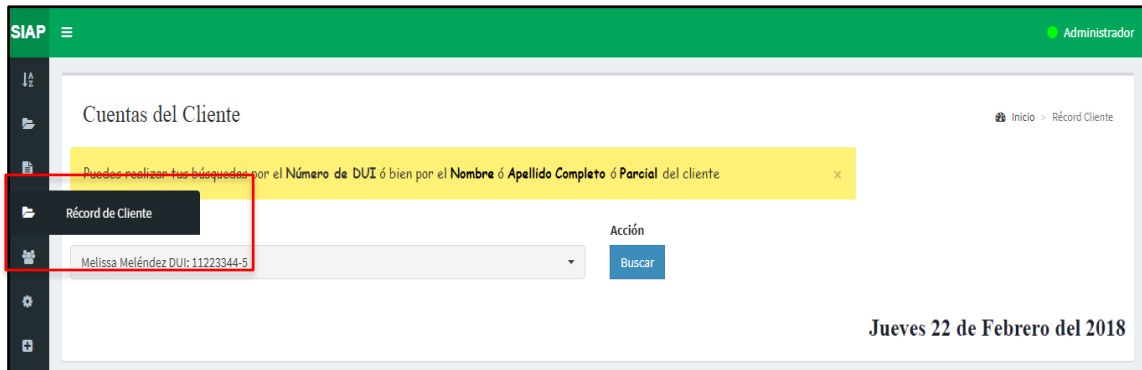 SIAP
Administrador
Cuentas del Cliente
Inicio > Récord Cliente
Puedes realizar tus búsquedas por el Número de DUI ó bien por el Nombre ó Apellido Completo ó Parcial del cliente x
Récord de Cliente
Acción
Melissa Meléndez DUI: 11223344-5
Buscar
Jueves 22 de Febrero del 2018